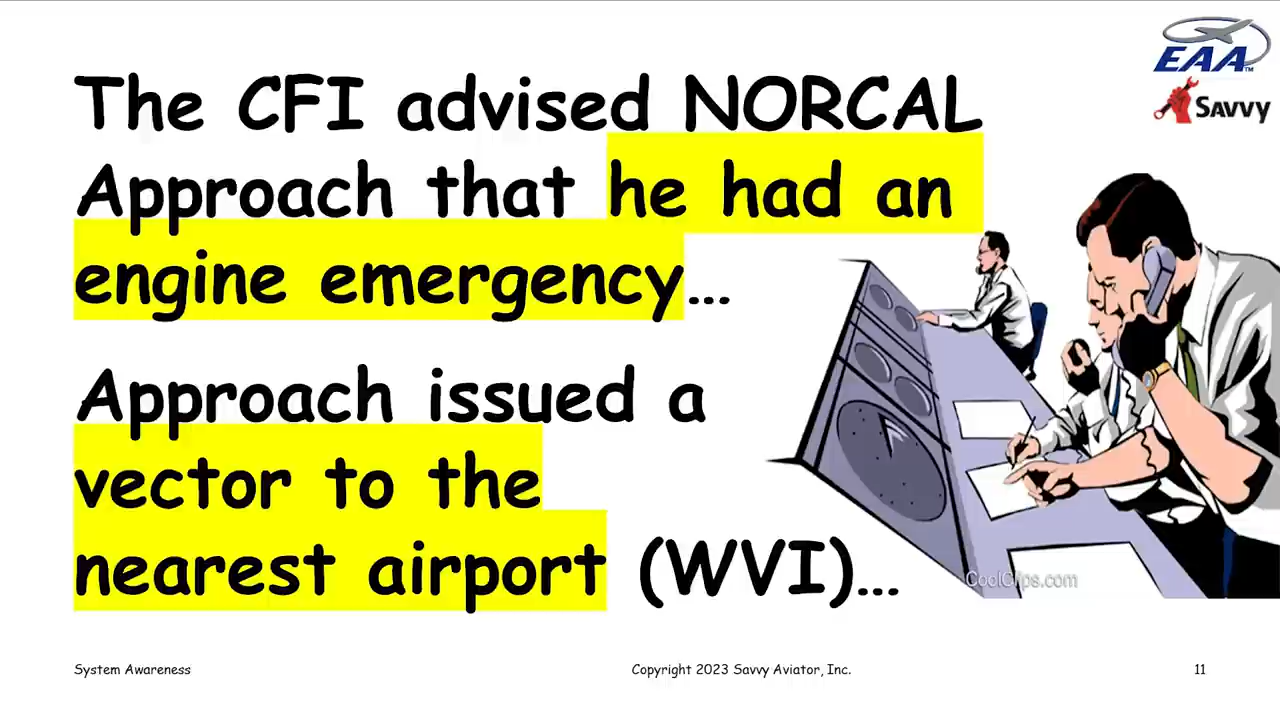 EAA™
SAVVY
The CFI advised NORCAL
Approach that he had an
engine emergency…
Approach issued a
vector to the
nearest airport (WVI)…
CoolClips.com
System Awareness
Copyright 2023 Savvy Aviator, Inc.
11